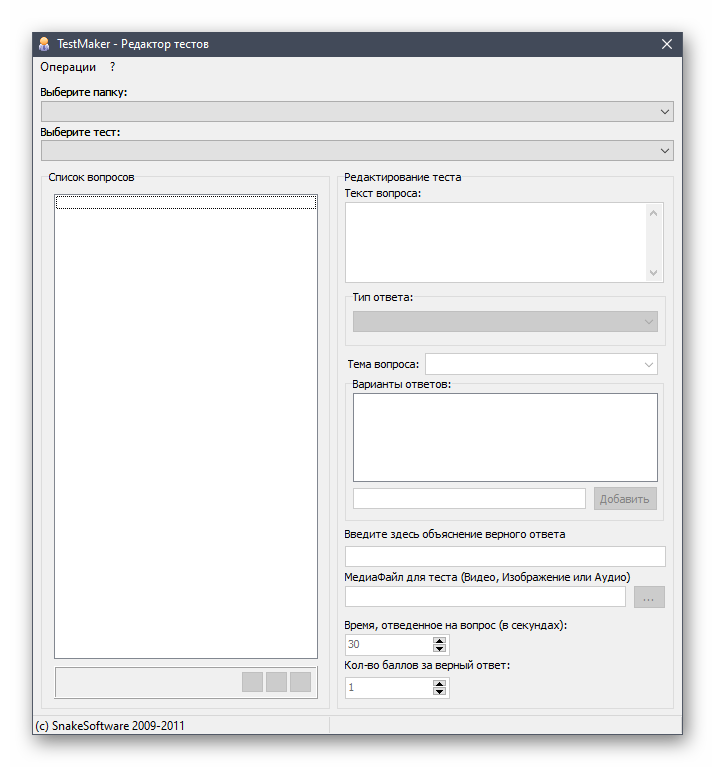 TestMaker - Редактор тестов
Операции ?
Выберите папку:
Выберите тест:
Список вопросов
Редактирование теста
Текст вопроса:
Тип ответа:
Тема вопроса:
Варианты ответов:
Добавить
Введите здесь объяснение верного ответа
МедиаФайл для теста (Видео, Изображение или Аудио)
...
Время, отведенное на вопрос (в секундах):
30
Кол-во баллов за верный ответ:
1
(c) SnakeSoftware 2009-2011